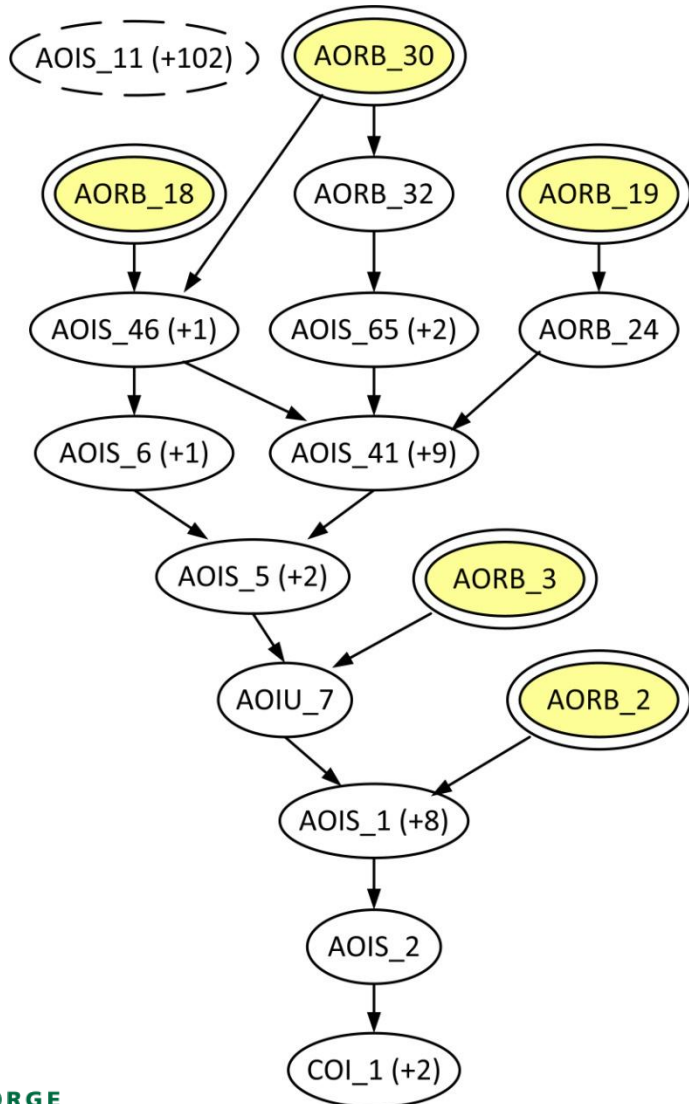 AOIS_11 (+102)
AORB_30
AORB_18
AORB_32
AORB_19
AOIS_46 (+1)
AOIS_65 (+2)
AORB_24
AOIS_6 (+1)
AOIS_41 (+9)
AOIS_5 (+2)
AORB_3
AOIU_7
AORB_2
AOIS_1 (+8)
AOIS_2
COI_1 (+2)